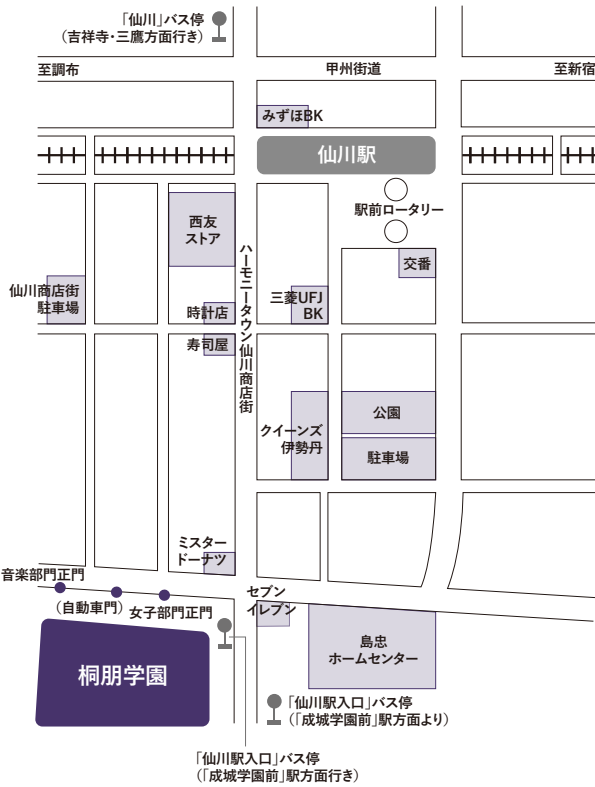 「仙川」バス停
（吉祥寺・三鷹方面行き）
至調布
甲州街道
至新宿
みずほBK
仙川駅
駅前ロータリー
西友
ストア
交番
ハーモニータウン仙川商店街
仙川商店街
駐車場
時計店
三菱UFJ
BK
寿司屋
公園
クイーンズ
伊勢丹
駐車場
ミスター
ドーナツ
音楽部門正門
（自動車門）
女子部門正門
セブン
イレブン
島忠
ホームセンター
桐朋学園
「仙川駅入口」バス停
（「成城学園前」駅方面より）
「仙川駅入口」バス停
（「成城学園前」駅方面行き）